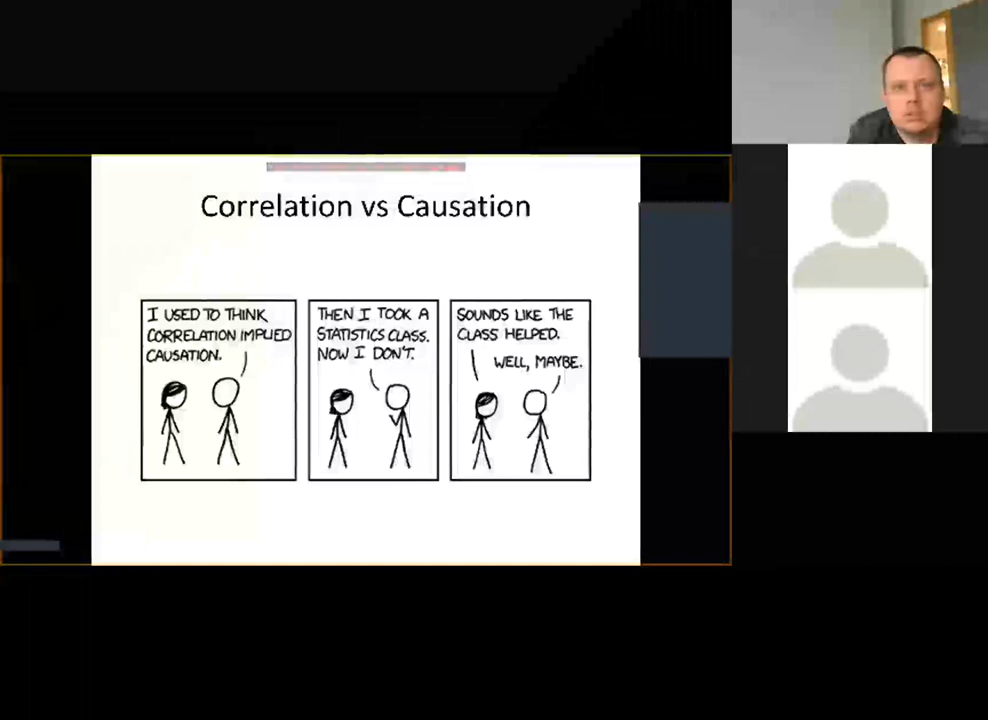 Correlation vs Causation
I USED TO THINK
CORRELATION IMPLIED
CAUSATION.
THEN I TOOK A
STATISTICS CLASS.
NOW I DON'T.
SOUNDS LIKE THE
CLASS HELPED.
WELL, MAYBE.